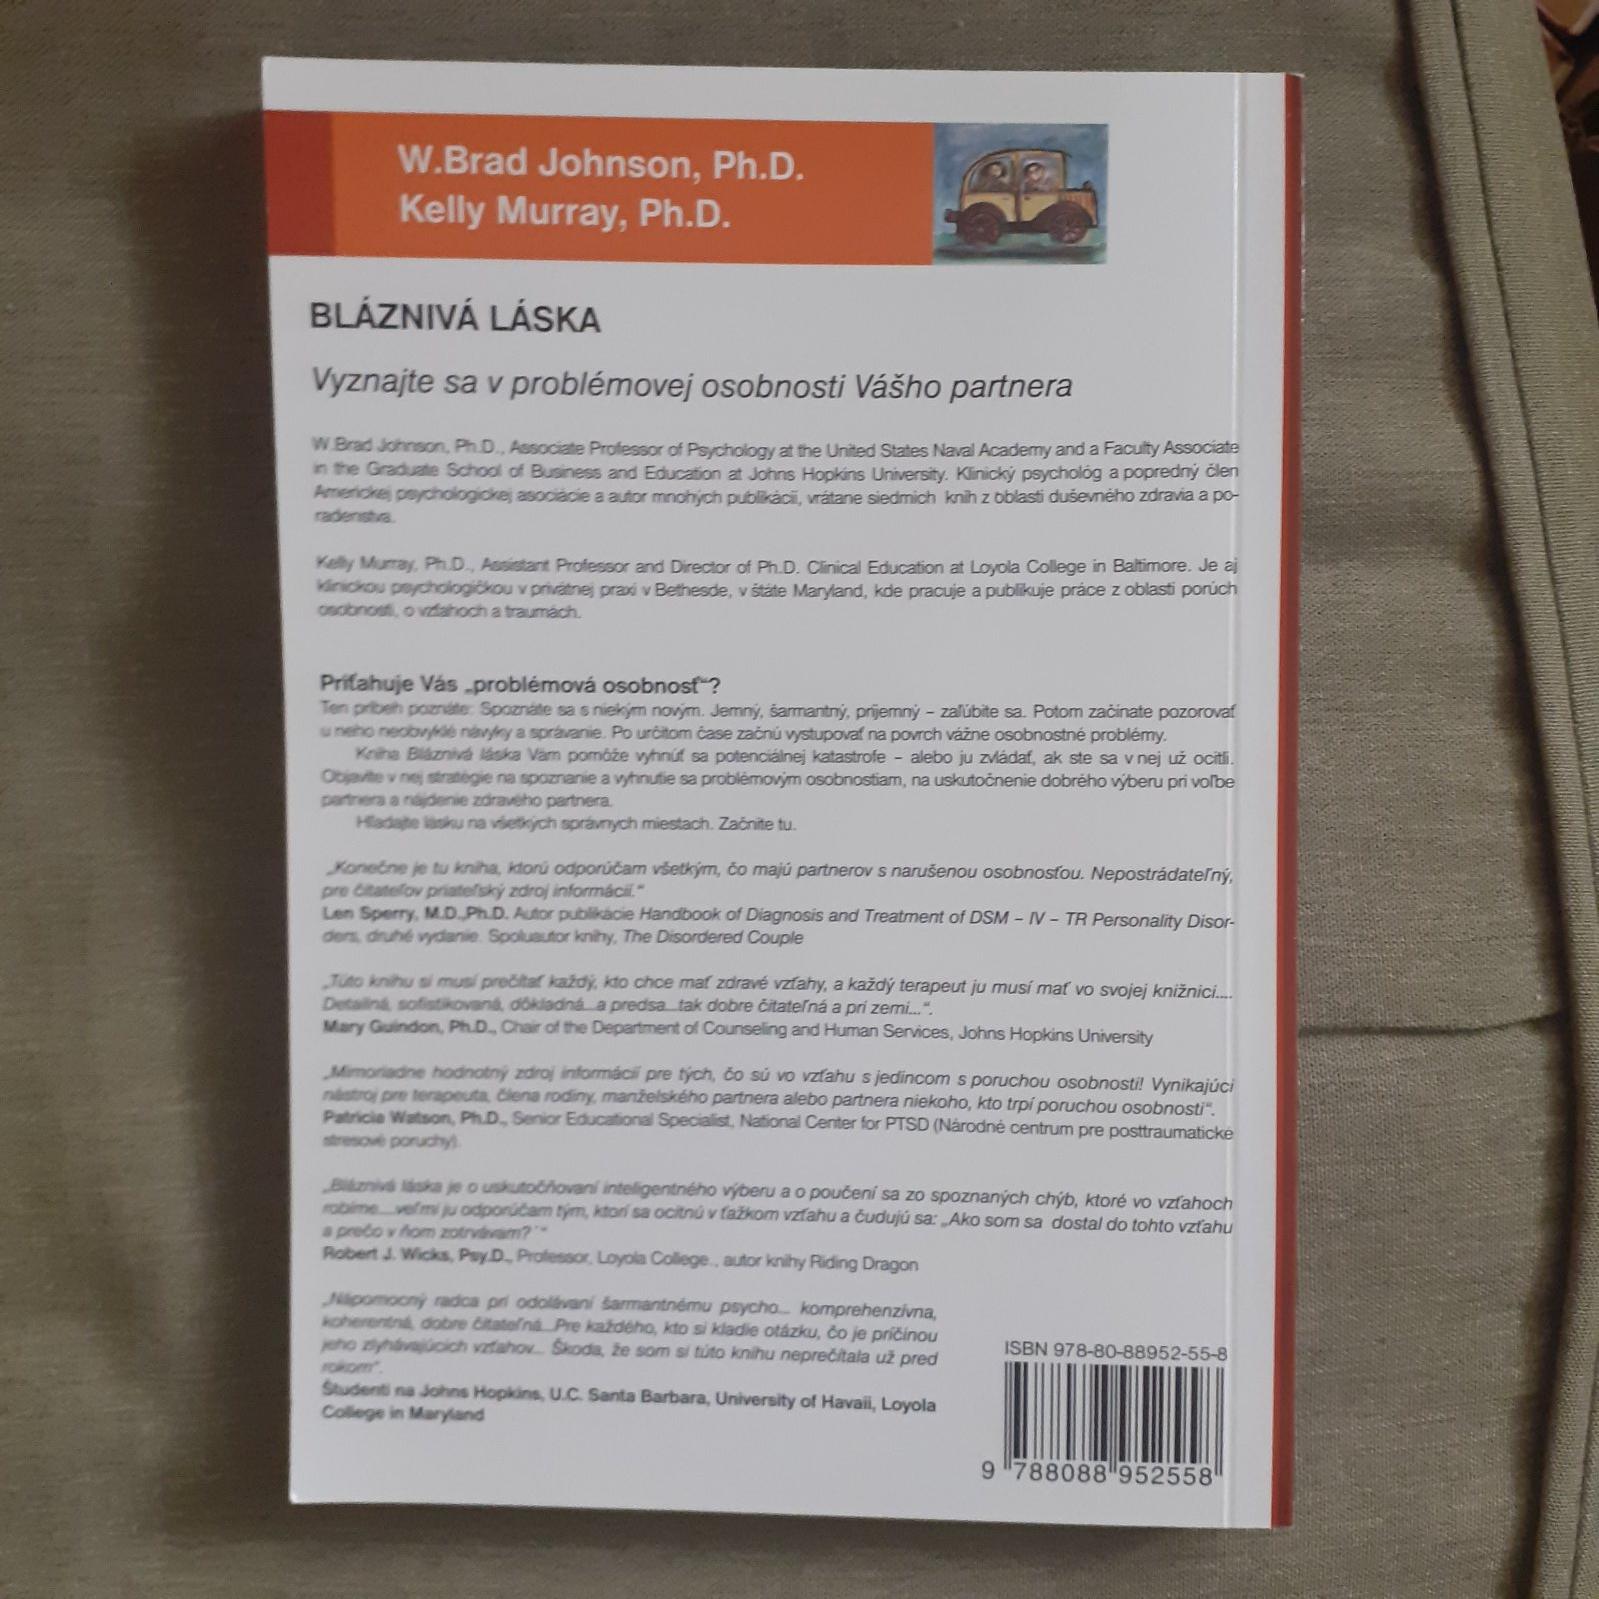 W.Brad Johnson, Ph.D.
Kelly Murray, Ph.D.
BLÁZNIVÁ LÁSKA
Vyznajte sa v problémovej osobnosti Vášho partnera
W.Brad Johnson, Ph.D., Associate Professor of Psychology at the United States Naval Academy and a Faculty Associate
in the Graduate School of Business and Education at Johns Hopkins University. Klinický psychológ a popredný člen
Americkej psychologickej asociácie a autor mnohých publikácií, vrátane siedmich knih z oblasti duševného zdravia a po-
radenstva.
Kelly Murray, Ph.D., Assistant Professor and Director of Ph.D. Clinical Education at Loyola College in Baltimore. Je aj
klinickou psychologičkou v privátnej praxi v Bethesde, v štáte Maryland, kde pracuje a publikuje práce z oblasti porúch
osobnosti, o vzťahoch a traumách.
Priťahuje Vás „problémová osobnosť“?
Ten príbeh poznáte: Spoznáte sa s niekým novým. Jemný, šarmantný, príjemný – zaľúbite sa. Potom začínate pozorovať
u neho neobvyklé návyky a správanie. Po určitom čase začnú vystupovať na povrch vážne osobnostné problémy.
Kniha Bláznivá láska Vám pomôže vyhnúť sa potenciálnej katastrofe – alebo ju zvládať, ak ste sa v nej už ocitli.
Objavíte v nej stratégie na spoznanie a vyhnutie sa problémovým osobnostiam, na uskutočnenie dobrého výberu pri voľbe
partnera a nájdenie zdravého partnera.
Hľadajte lásku na všetkých správnych miestach. Začnite tu.
„Konečne je tu kniha, ktorú odporúčam všetkým, čo majú partnerov s narušenou osobnosťou. Nepostrádateľný,
pre čitateľov priateľský zdroj informácií.“
Len Sperry, M.D.,Ph.D. Autor publikácie Handbook of Diagnosis and Treatment of DSM – IV – TR Personality Disor-
ders, druhé vydanie. Spoluautor knihy, The Disordered Couple
„Túto knihu si musí prečítať každý, kto chce mať zdravé vzťahy, a každý terapeut ju musí mať vo svojej knižnici....
Detailná, sofistikovaná, dôkladná...a predsa...tak dobre čitateľná a pri zemi...“.
Mary Guindon, Ph.D., Chair of the Department of Counseling and Human Services, Johns Hopkins University
„Mimoriadne hodnotný zdroj informácií pre tých, čo sú vo vzťahu s jedincom s poruchou osobnosti! Vynikajúci
nástroj pre terapeuta, člena rodiny, manželského partnera alebo partnera niekoho, kto trpí poruchou osobnosti“.
Patricia Watson, Ph.D., Senior Educational Specialist, National Center for PTSD (Národné centrum pre posttraumatické
stresové poruchy).
„Bláznivá láska je o uskutočňovaní inteligentného výberu a o poučení sa zo spoznaných chýb, ktoré vo vzťahoch
robíme....veľmi ju odporúčam tým, ktorí sa ocitnú v ťažkom vzťahu a čudujú sa: „Ako som sa dostal do tohto vzťahu
a prečo v ňom zotrvávam?´“
Robert J. Wicks, Psy.D., Professor, Loyola College., autor knihy Riding Dragon
„Nápomocný radca pri odolávaní šarmantnému psycho... komprehenzívna,
koherentná, dobre čitateľná...Pre každého, kto si kladie otázku, čo je príčinou
jeho zlyhávajúcich vzťahov... Škoda, že som si túto knihu neprečítala už pred
rokom“.
Študenti na Johns Hopkins, U.C. Santa Barbara, University of Havaii, Loyola
College in Maryland
ISBN 978-80-88952-55-8
9 788088 952558